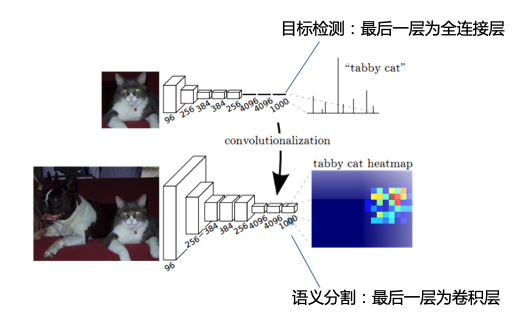 目标检测：最后一层为全连接层
"tabby cat"
96 256 384 384 256 4096 4096 1000
convolutionalization
tabby cat heatmap
96 256 384 384 256 4096 4096 1000
语义分割：最后一层为卷积层